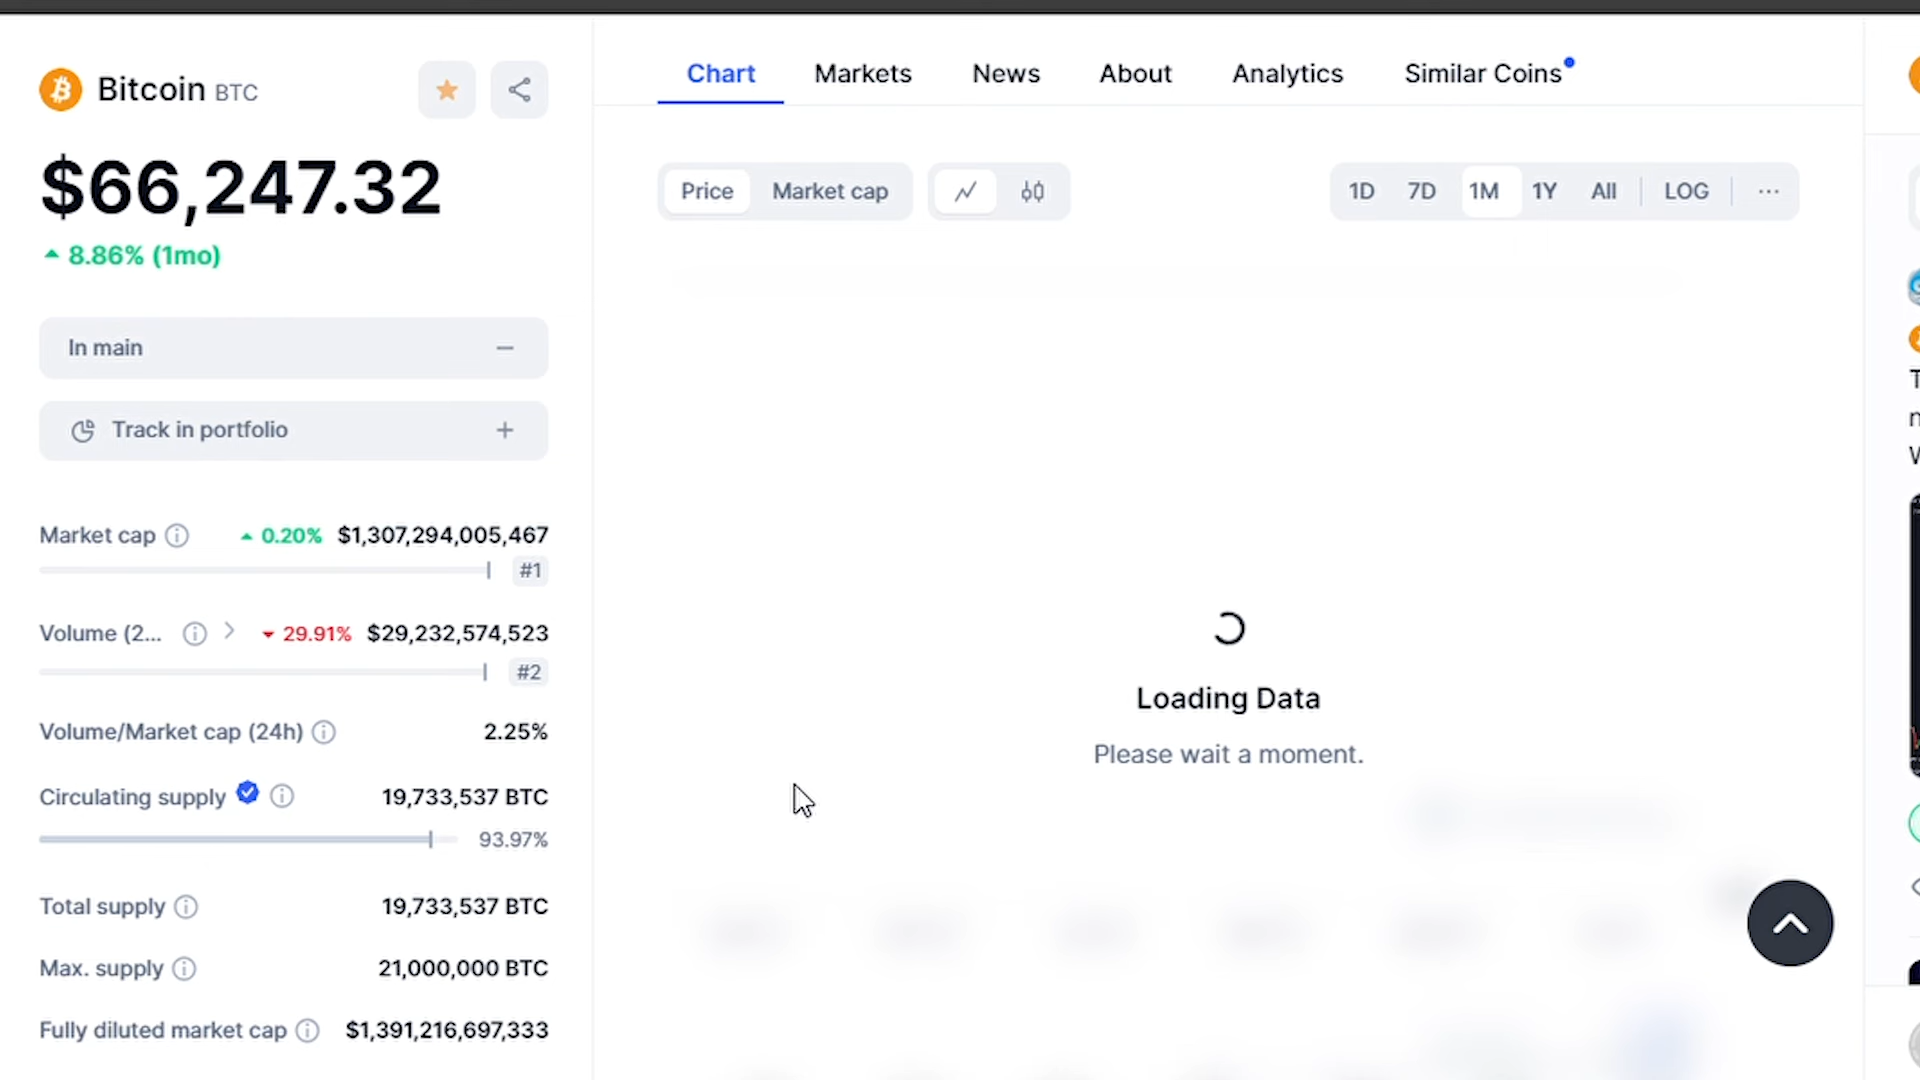 Bitcoin BTC
$66,247.32
8.86% (1mo)
In main
Track in portfolio
Market cap 0.20% $1,307,294,005,467
#1
Volume (2... 29.91% $29,232,574,523
#2
Volume/Market cap (24h) 2.25%
Circulating supply 19,733,537 BTC
93.97%
Total supply 19,733,537 BTC
Max. supply 21,000,000 BTC
Fully diluted market cap $1,391,216,697,333
Chart Markets News About Analytics Similar Coins
Price Market cap 1D 7D 1M 1Y All LOG ...
Loading Data
Please wait a moment.